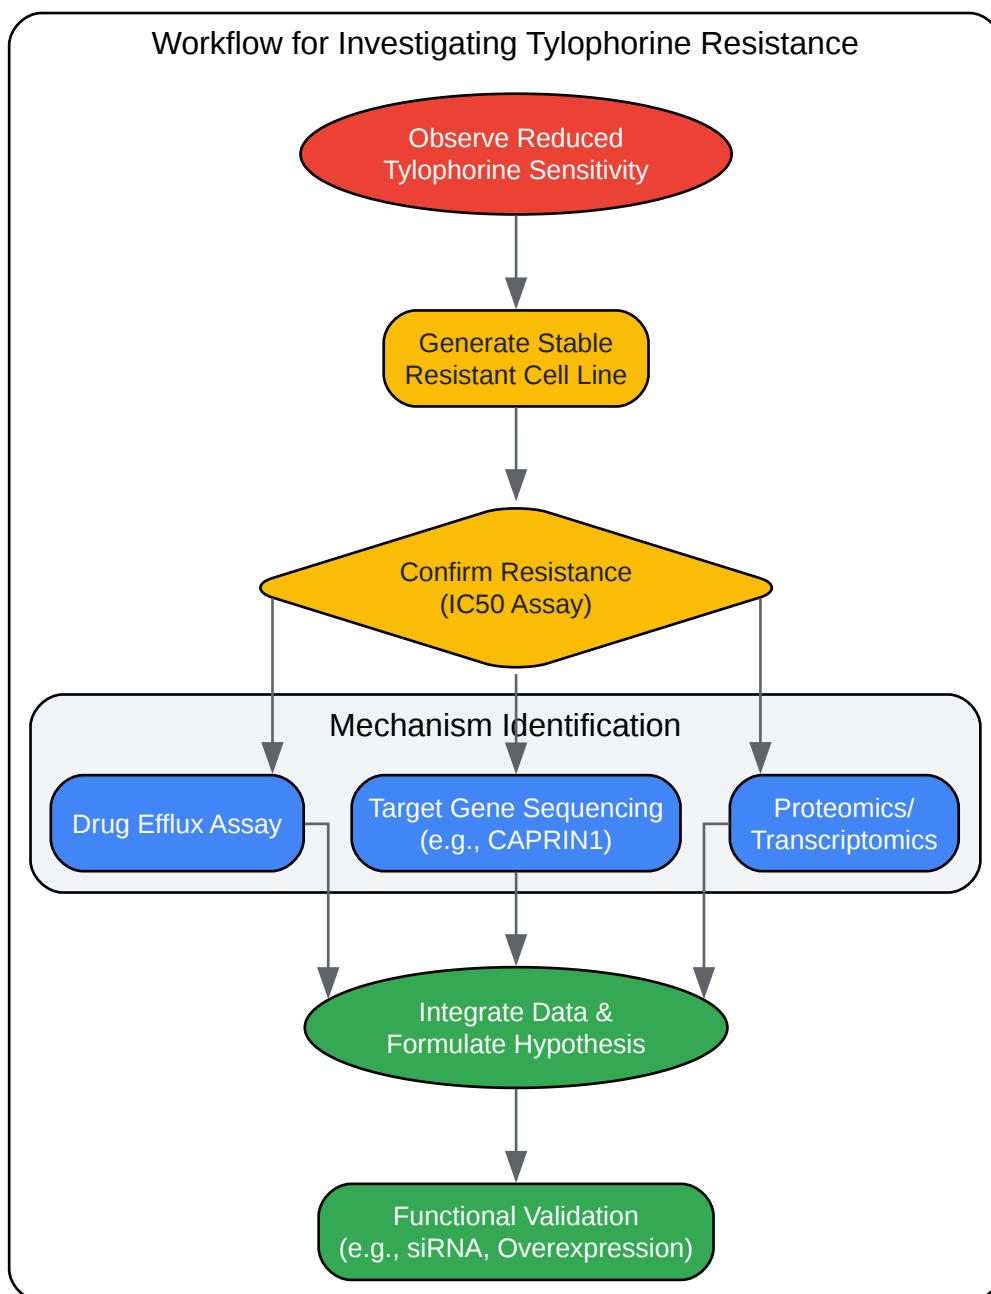 Workflow for Investigating Tylophorine Resistance
Observe Reduced
Tylophorine Sensitivity
Generate Stable
Resistant Cell Line
Confirm Resistance
(IC50 Assay)
Mechanism Identification
Drug Efflux Assay
Target Gene Sequencing
(e.g., CAPRIN1)
Proteomics/
Transcriptomics
Integrate Data &
Formulate Hypothesis
Functional Validation
(e.g., siRNA, Overexpression)